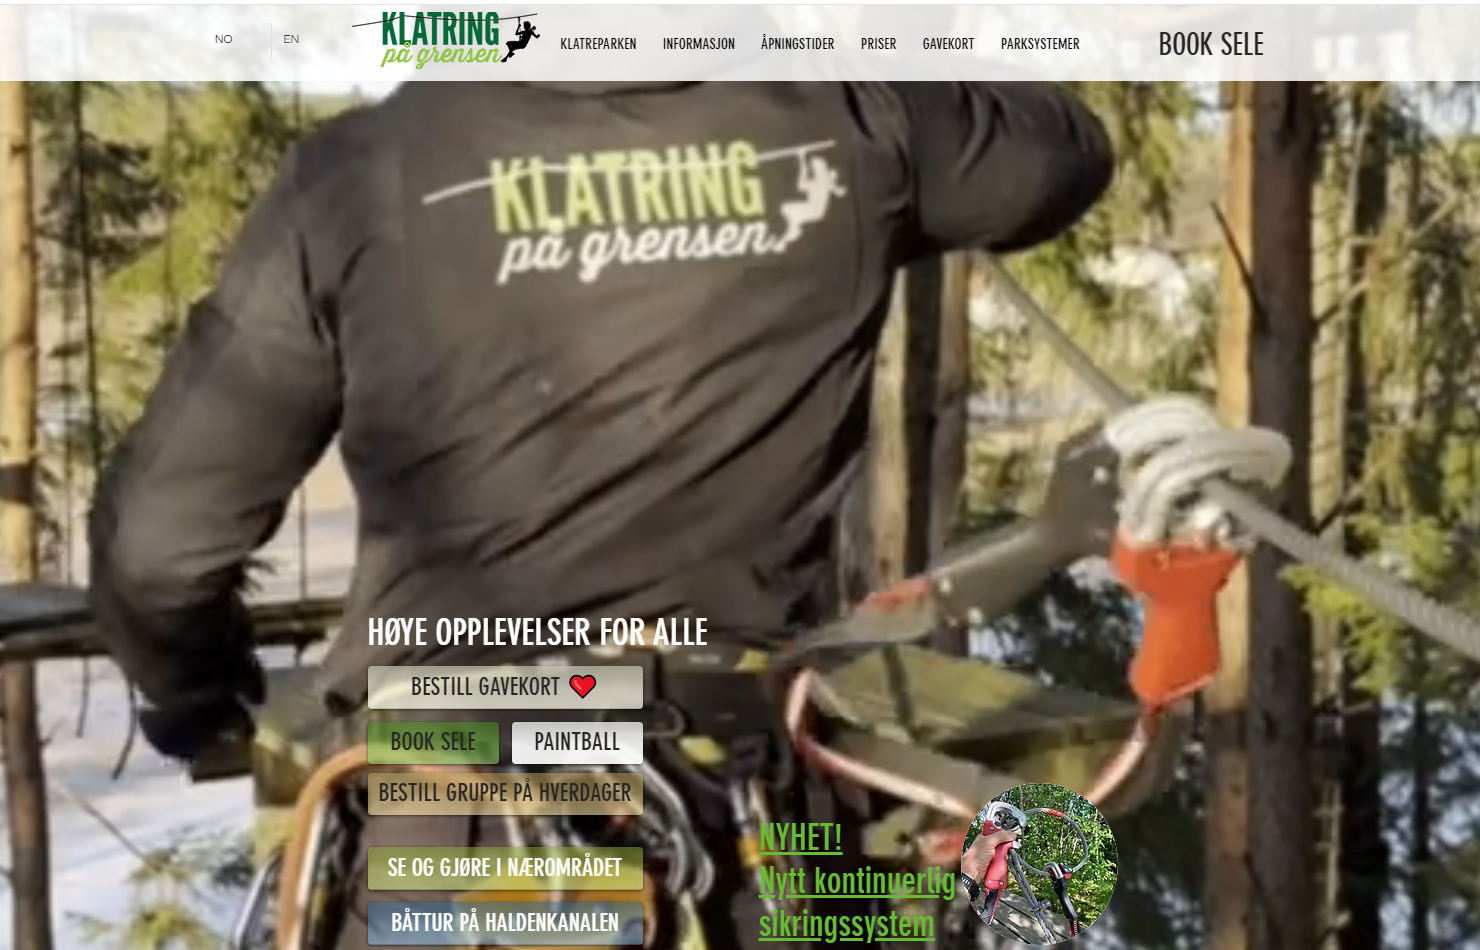 NO
EN
KLATRING
på grensen
KLATREPARKEN
INFORMASJON
ÅPNINGSTIDER
PRISER
GAVEKORT
PARKSYSTEMER
BOOK SELE
KLATRING
på grensen
HØYE OPPLEVELSER FOR ALLE
BESTILL GAVEKORT
BOOK SELE
PAINTBALL
BESTILL GRUPPE PÅ HVERDAGER
SE OG GJØRE I NÆROMRÅDET
BÅTTUR PÅ HALDENKANALEN
NYHET!
Nytt kontinuerlig
sikringssystem